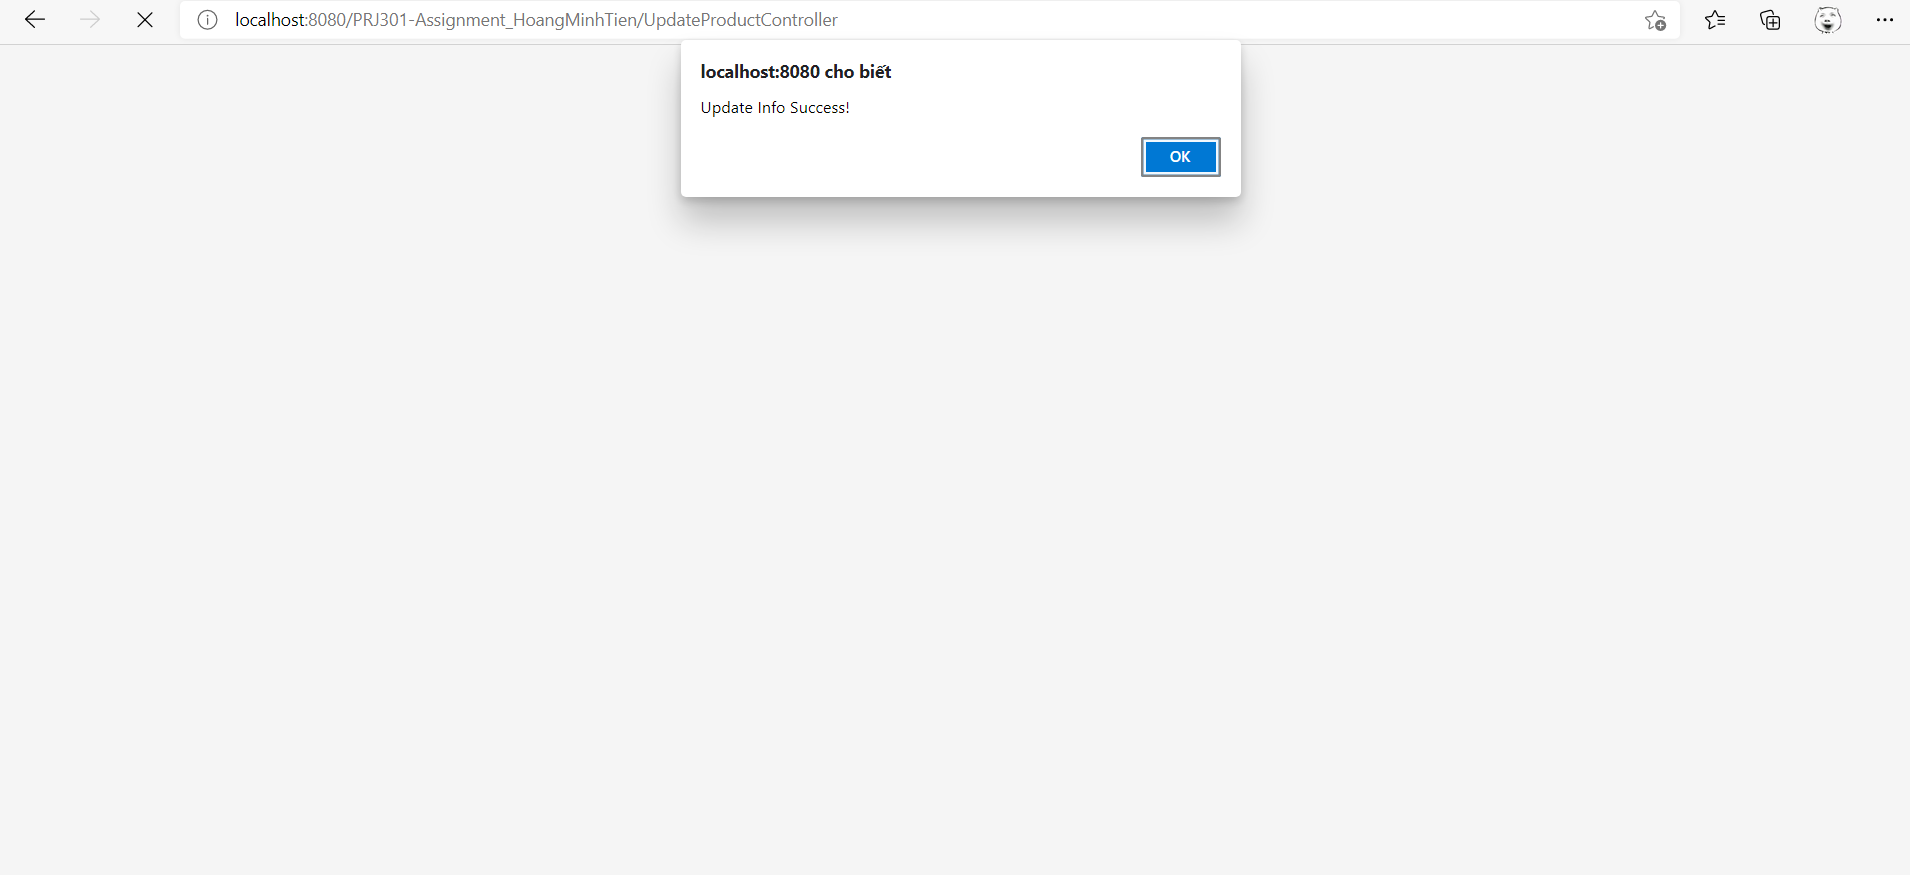 localhost:8080/PRJ301-Assignment_HoangMinhTien/UpdateProductController
localhost:8080 cho biết
Update Info Success!
OK